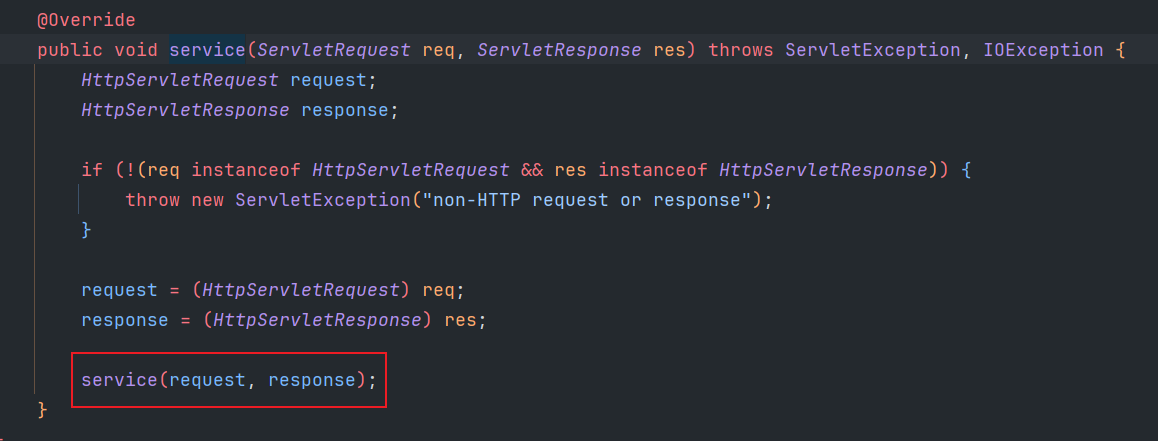 @Override
public void service(ServletRequest req, ServletResponse res) throws ServletException, IOException {
HttpServletRequest request;
HttpServletResponse response;
if (!(req instanceof HttpServletRequest && res instanceof HttpServletResponse)) {
throw new ServletException("non-HTTP request or response");
}
request = (HttpServletRequest) req;
response = (HttpServletResponse) res;
service(request, response);
}